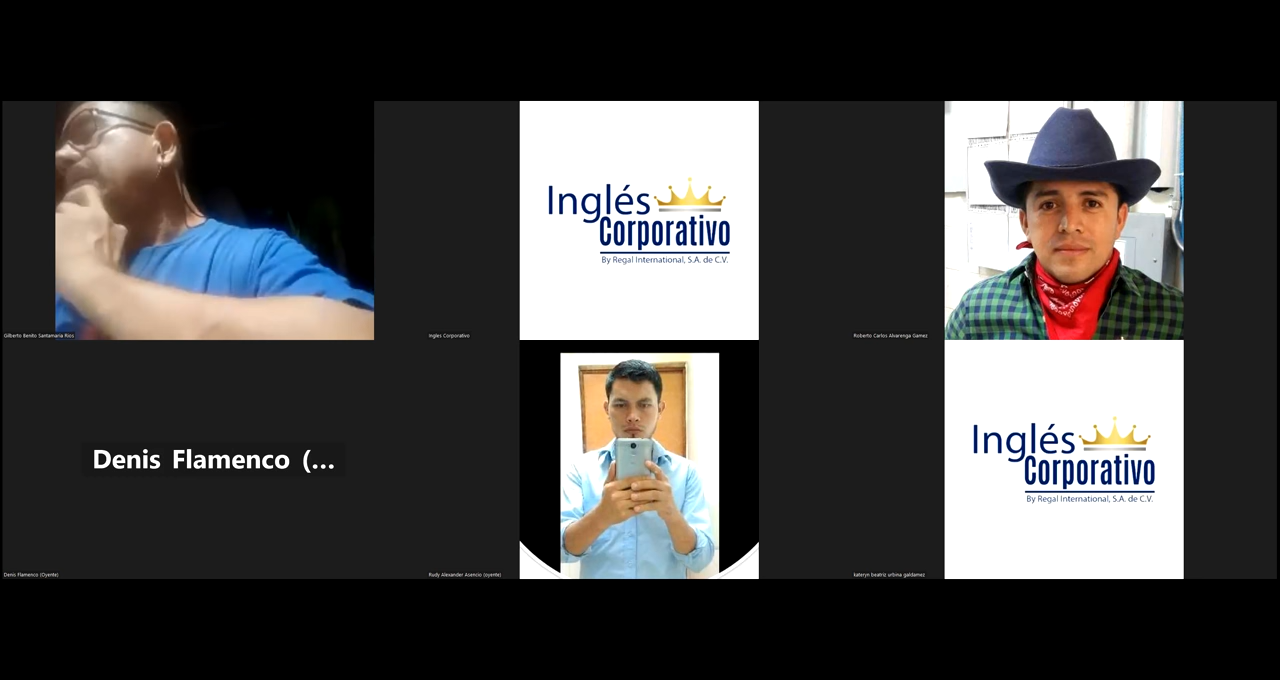 Inglés
Corporativo
By Regal International, S.A. de C.V.
Gilberto Benito Santamaria Rios
Ingles Corporativo
Roberto Carlos Alvarenga Gamez
Denis Flamenco (...
Inglés
Corporativo
By Regal International, S.A. de C.V.
Denis Flamenco (Oyente)
Rudy Alexander Asencio (oyente)
kateryn beatriz urbina galdamez